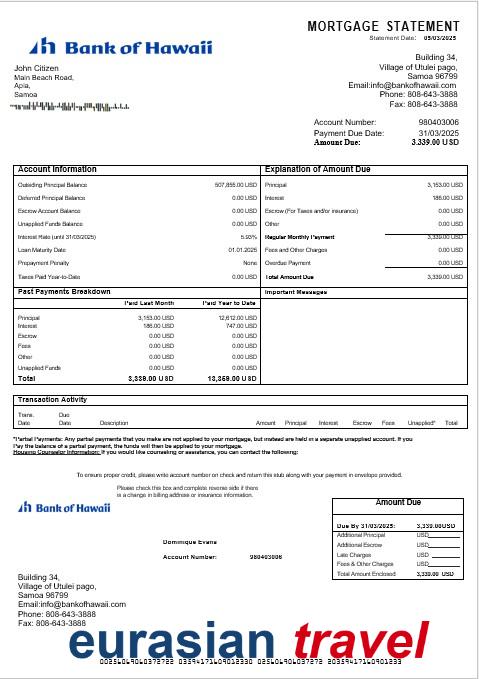 MORTGAGE STATEMENT
Statement Date: 05/03/2025
Bank of Hawaii
John Citizen
Main Beach Road,
Apia,
Samoa
Building 34,
Village of Utulei pago,
Samoa 96799
Email:info@bankofhawaii.com
Phone: 808-643-3888
Fax: 808-643-3888
Account Number: 980403006
Payment Due Date: 31/03/2025
Amount Due: 3.339.00 USD
Account Information
Outsiding Principal Balance 507,855.00 USD
Deferred Principal Balance 0.00 USD
Escrow Account Balance 0.00 USD
Unapplied Funds Balance 0.00 USD
Interest Rate (until 31/03/2025) 5.93%
Loan Maturity Date 01.01.2025
Prepayment Penalty None
Taxes Paid Year-to-Date 0.00 USD
Explanation of Amount Due
Principal 3,153.00 USD
Interest 186.00 USD
Escrow (For Taxes and/or insurance) 0.00 USD
Other 0.00 USD
Regular Monthly Payment 3,339.00 USD
Fees and Other Charges 0.00 USD
Overdue Payment 0.00 USD
Total Amount Due 3,339.00 USD
Past Payments Breakdown
Paid Last Month Paid Year to Date
Principal 3,153.00 USD 12,612.00 USD
Interest 186.00 USD 747.00 USD
Escrow 0.00 USD 0.00 USD
Fees 0.00 USD 0.00 USD
Other 0.00 USD 0.00 USD
Unapplied Funds 0.00 USD 0.00 USD
Total 3,339.00 USD 13,359.00 USD
Important Messages
Transaction Activity
Trans. Date Due Date Description Amount Principal Interest Escrow Fees Unapplied* Total
*Partial Payments: Any partial payments that you make are not applied to your mortgage, but instead are held in a separate unapplied account. If you
Pay the balance of a partial payment, the funds will then be applied to your mortgage.
Housing Counselor Information: If you would like counseling or assistance, you can contact the following:
To ensure proper credit, please write account number on check and return this stub along with your payment in envelope provided.
Please check this box and complete reverse side if there
is a change in billing address or insurance information.
Bank of Hawaii
Dominique Evans
Account Number: 980403006
Amount Due
Due By 31/03/2025: 3,339.00USD
Additional Principal USD
Additional Escrow USD
Late Charges USD
Fees & Other Charges USD
Total Amount Enclosed 3,339.00 USD
Building 34,
Village of Utulei pago,
Samoa 96799
Email:info@bankofhawaii.com
Phone: 808-643-3888
Fax: 808-643-3888
eurasian travel